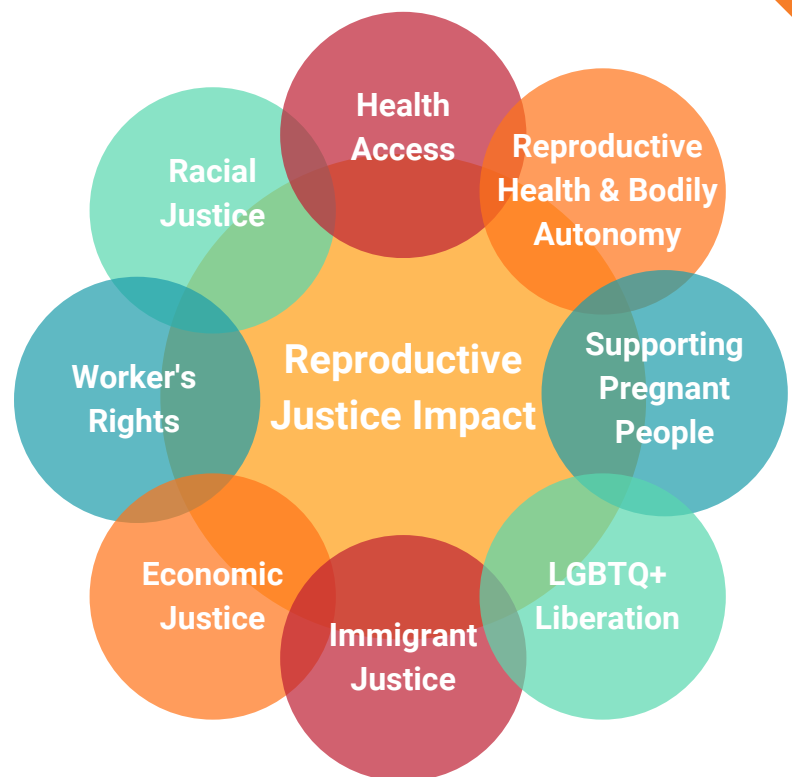 Health
Access
Reproductive
Health & Bodily
Autonomy
Racial
Justice
Supporting
Pregnant
People
Reproductive
Justice Impact
Worker's
Rights
LGBTQ+
Liberation
Economic
Justice
Immigrant
Justice